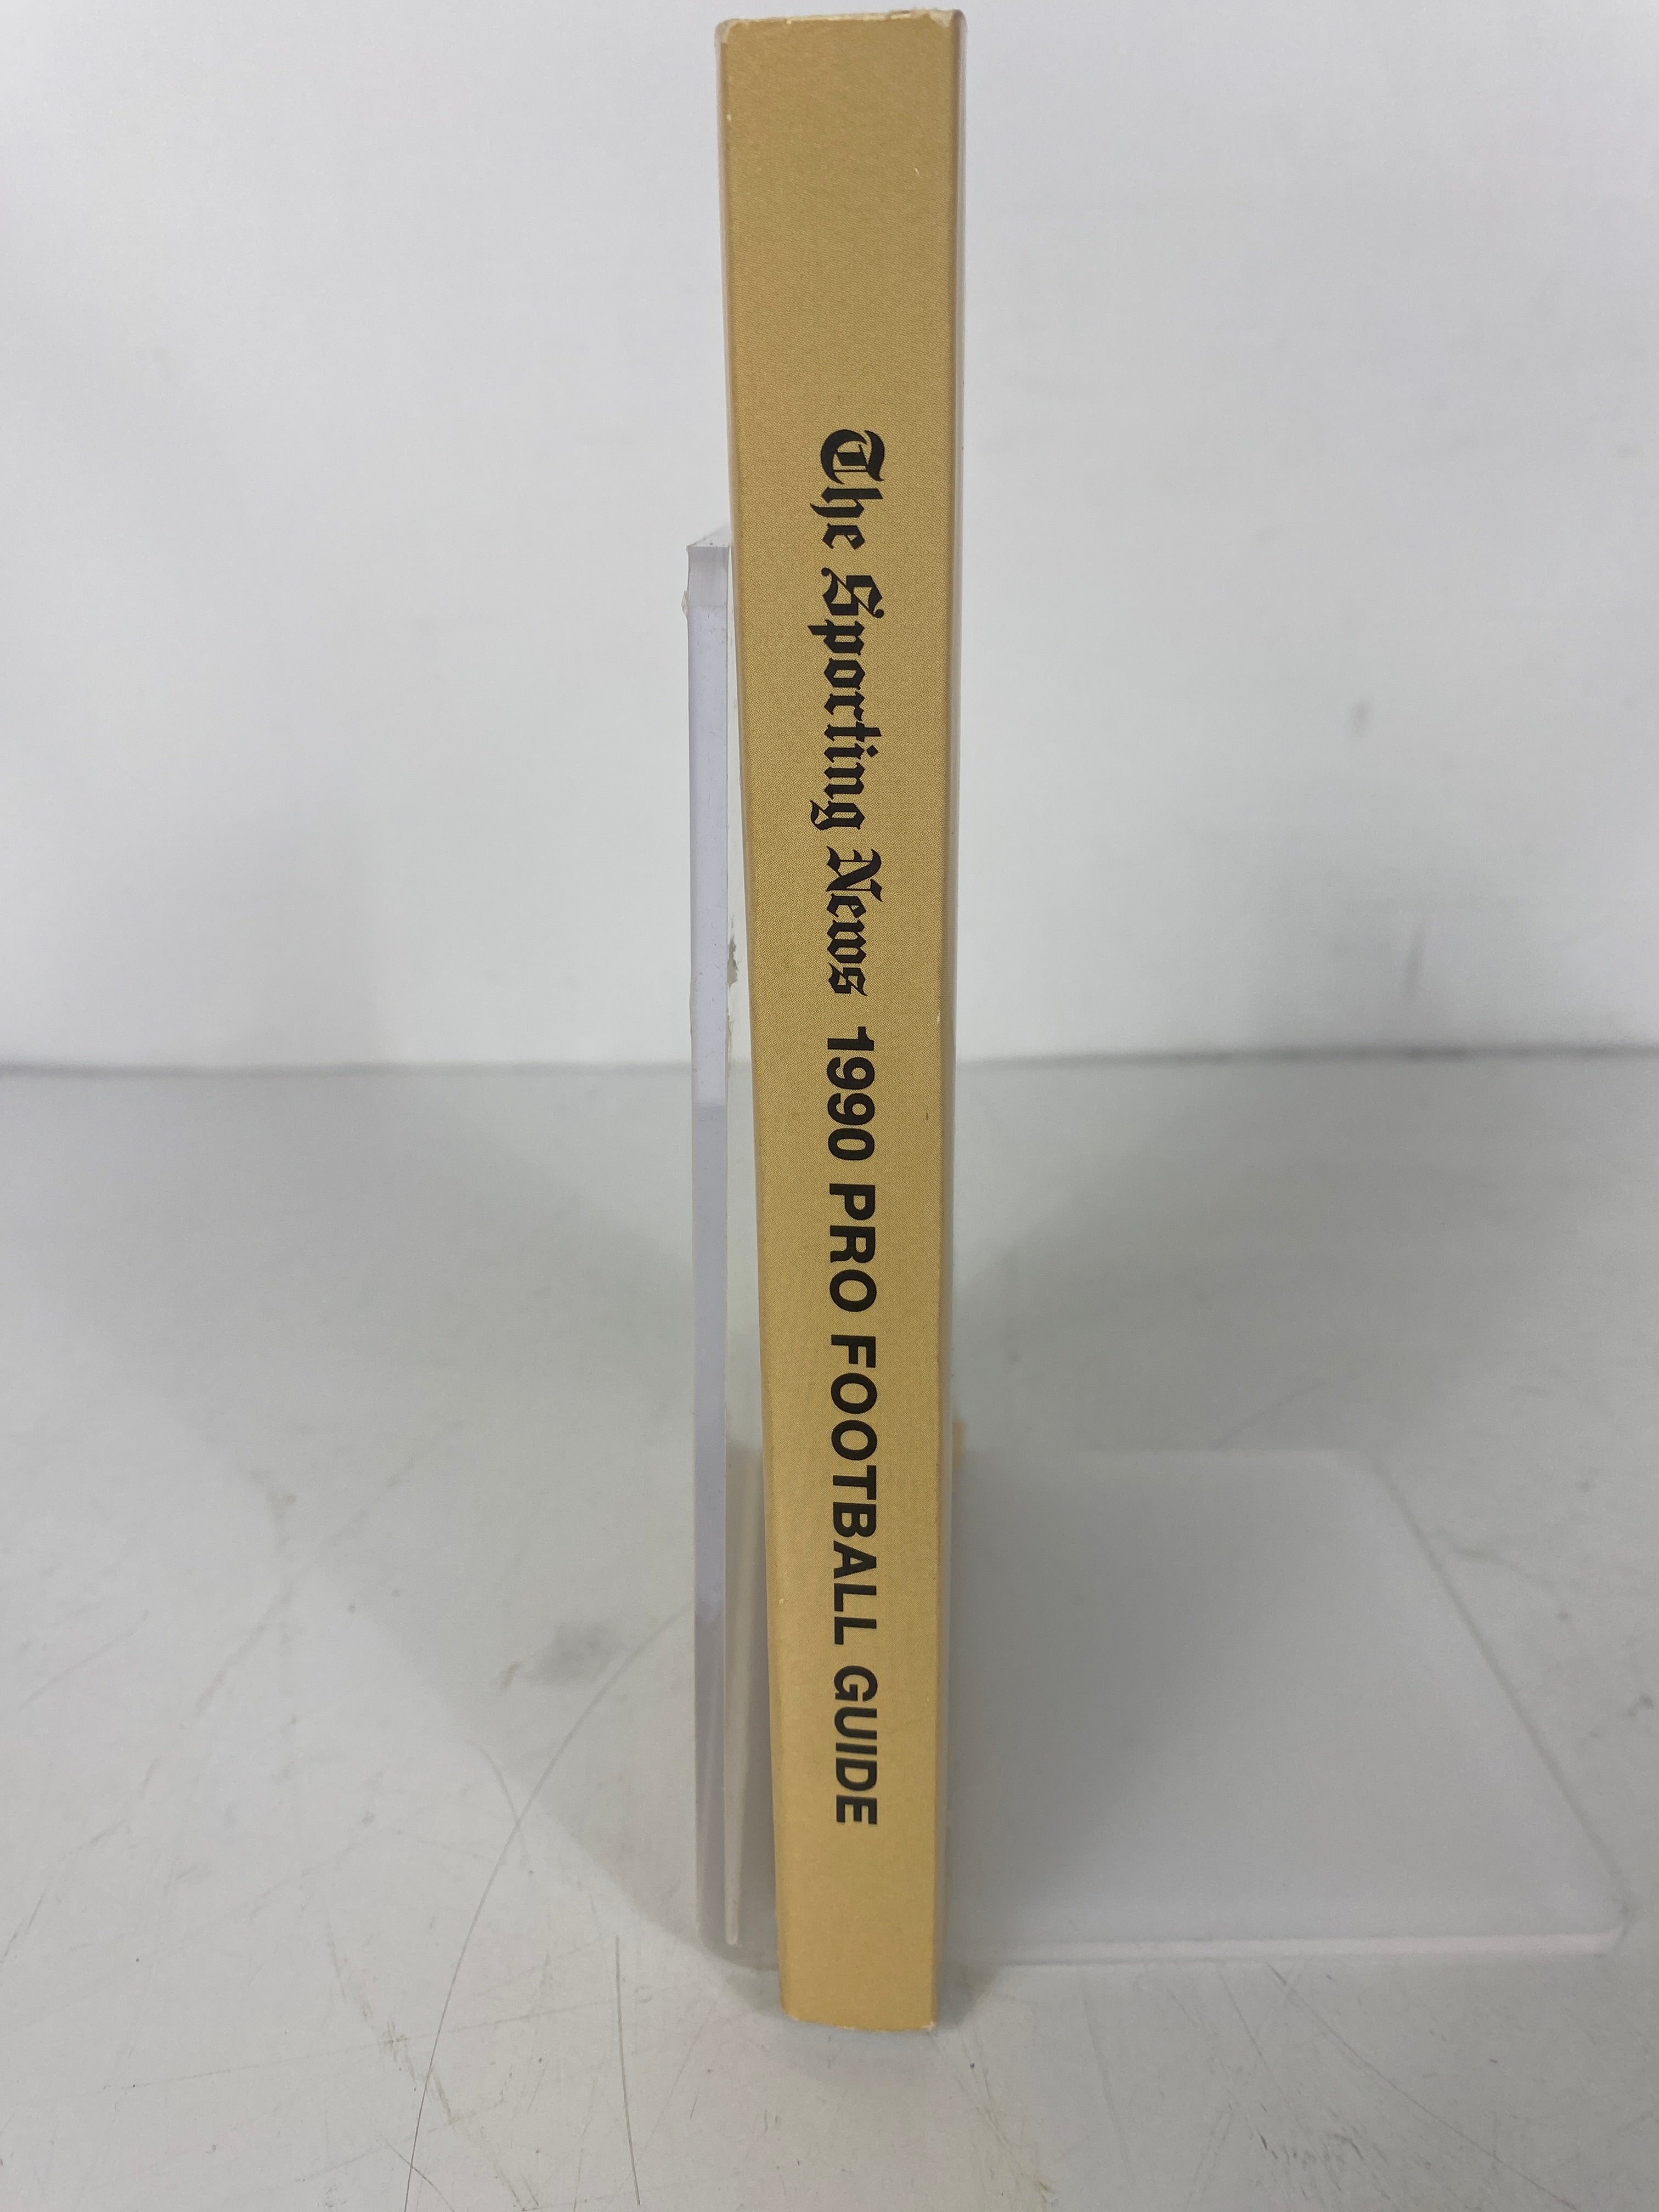 The Sporting News 1990 PRO FOOTBALL GUIDE